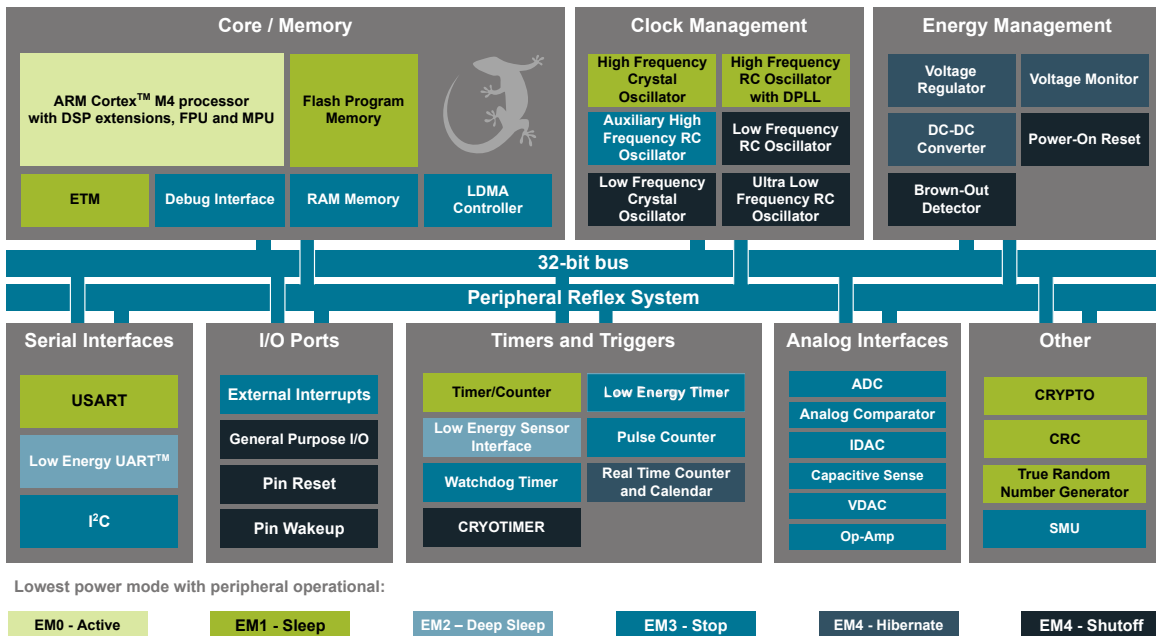 Core / Memory
ARM Cortex™ M4 processor
with DSP extensions, FPU and MPU
Flash Program
Memory
ETM
Debug Interface
RAM Memory
LDMA
Controller
Clock Management
High Frequency
Crystal
Oscillator
High Frequency
RC Oscillator
with DPLL
Auxiliary High
Frequency RC
Oscillator
Low Frequency
RC Oscillator
Low Frequency
Crystal
Oscillator
Ultra Low
Frequency RC
Oscillator
Energy Management
Voltage
Regulator
Voltage Monitor
DC-DC
Converter
Power-On Reset
Brown-Out
Detector
32-bit bus
Peripheral Reflex System
Serial Interfaces
USART
Low Energy UART™
I²C
I/O Ports
External Interrupts
General Purpose I/O
Pin Reset
Pin Wakeup
Timers and Triggers
Timer/Counter
Low Energy Timer
Low Energy Sensor
Interface
Pulse Counter
Watchdog Timer
Real Time Counter
and Calendar
CRYOTIMER
Analog Interfaces
ADC
Analog Comparator
IDAC
Capacitive Sense
VDAC
Op-Amp
Other
CRYPTO
CRC
True Random
Number Generator
SMU
Lowest power mode with peripheral operational:
EM0 - Active
EM1 - Sleep
EM2 – Deep Sleep
EM3 - Stop
EM4 - Hibernate
EM4 - Shutoff